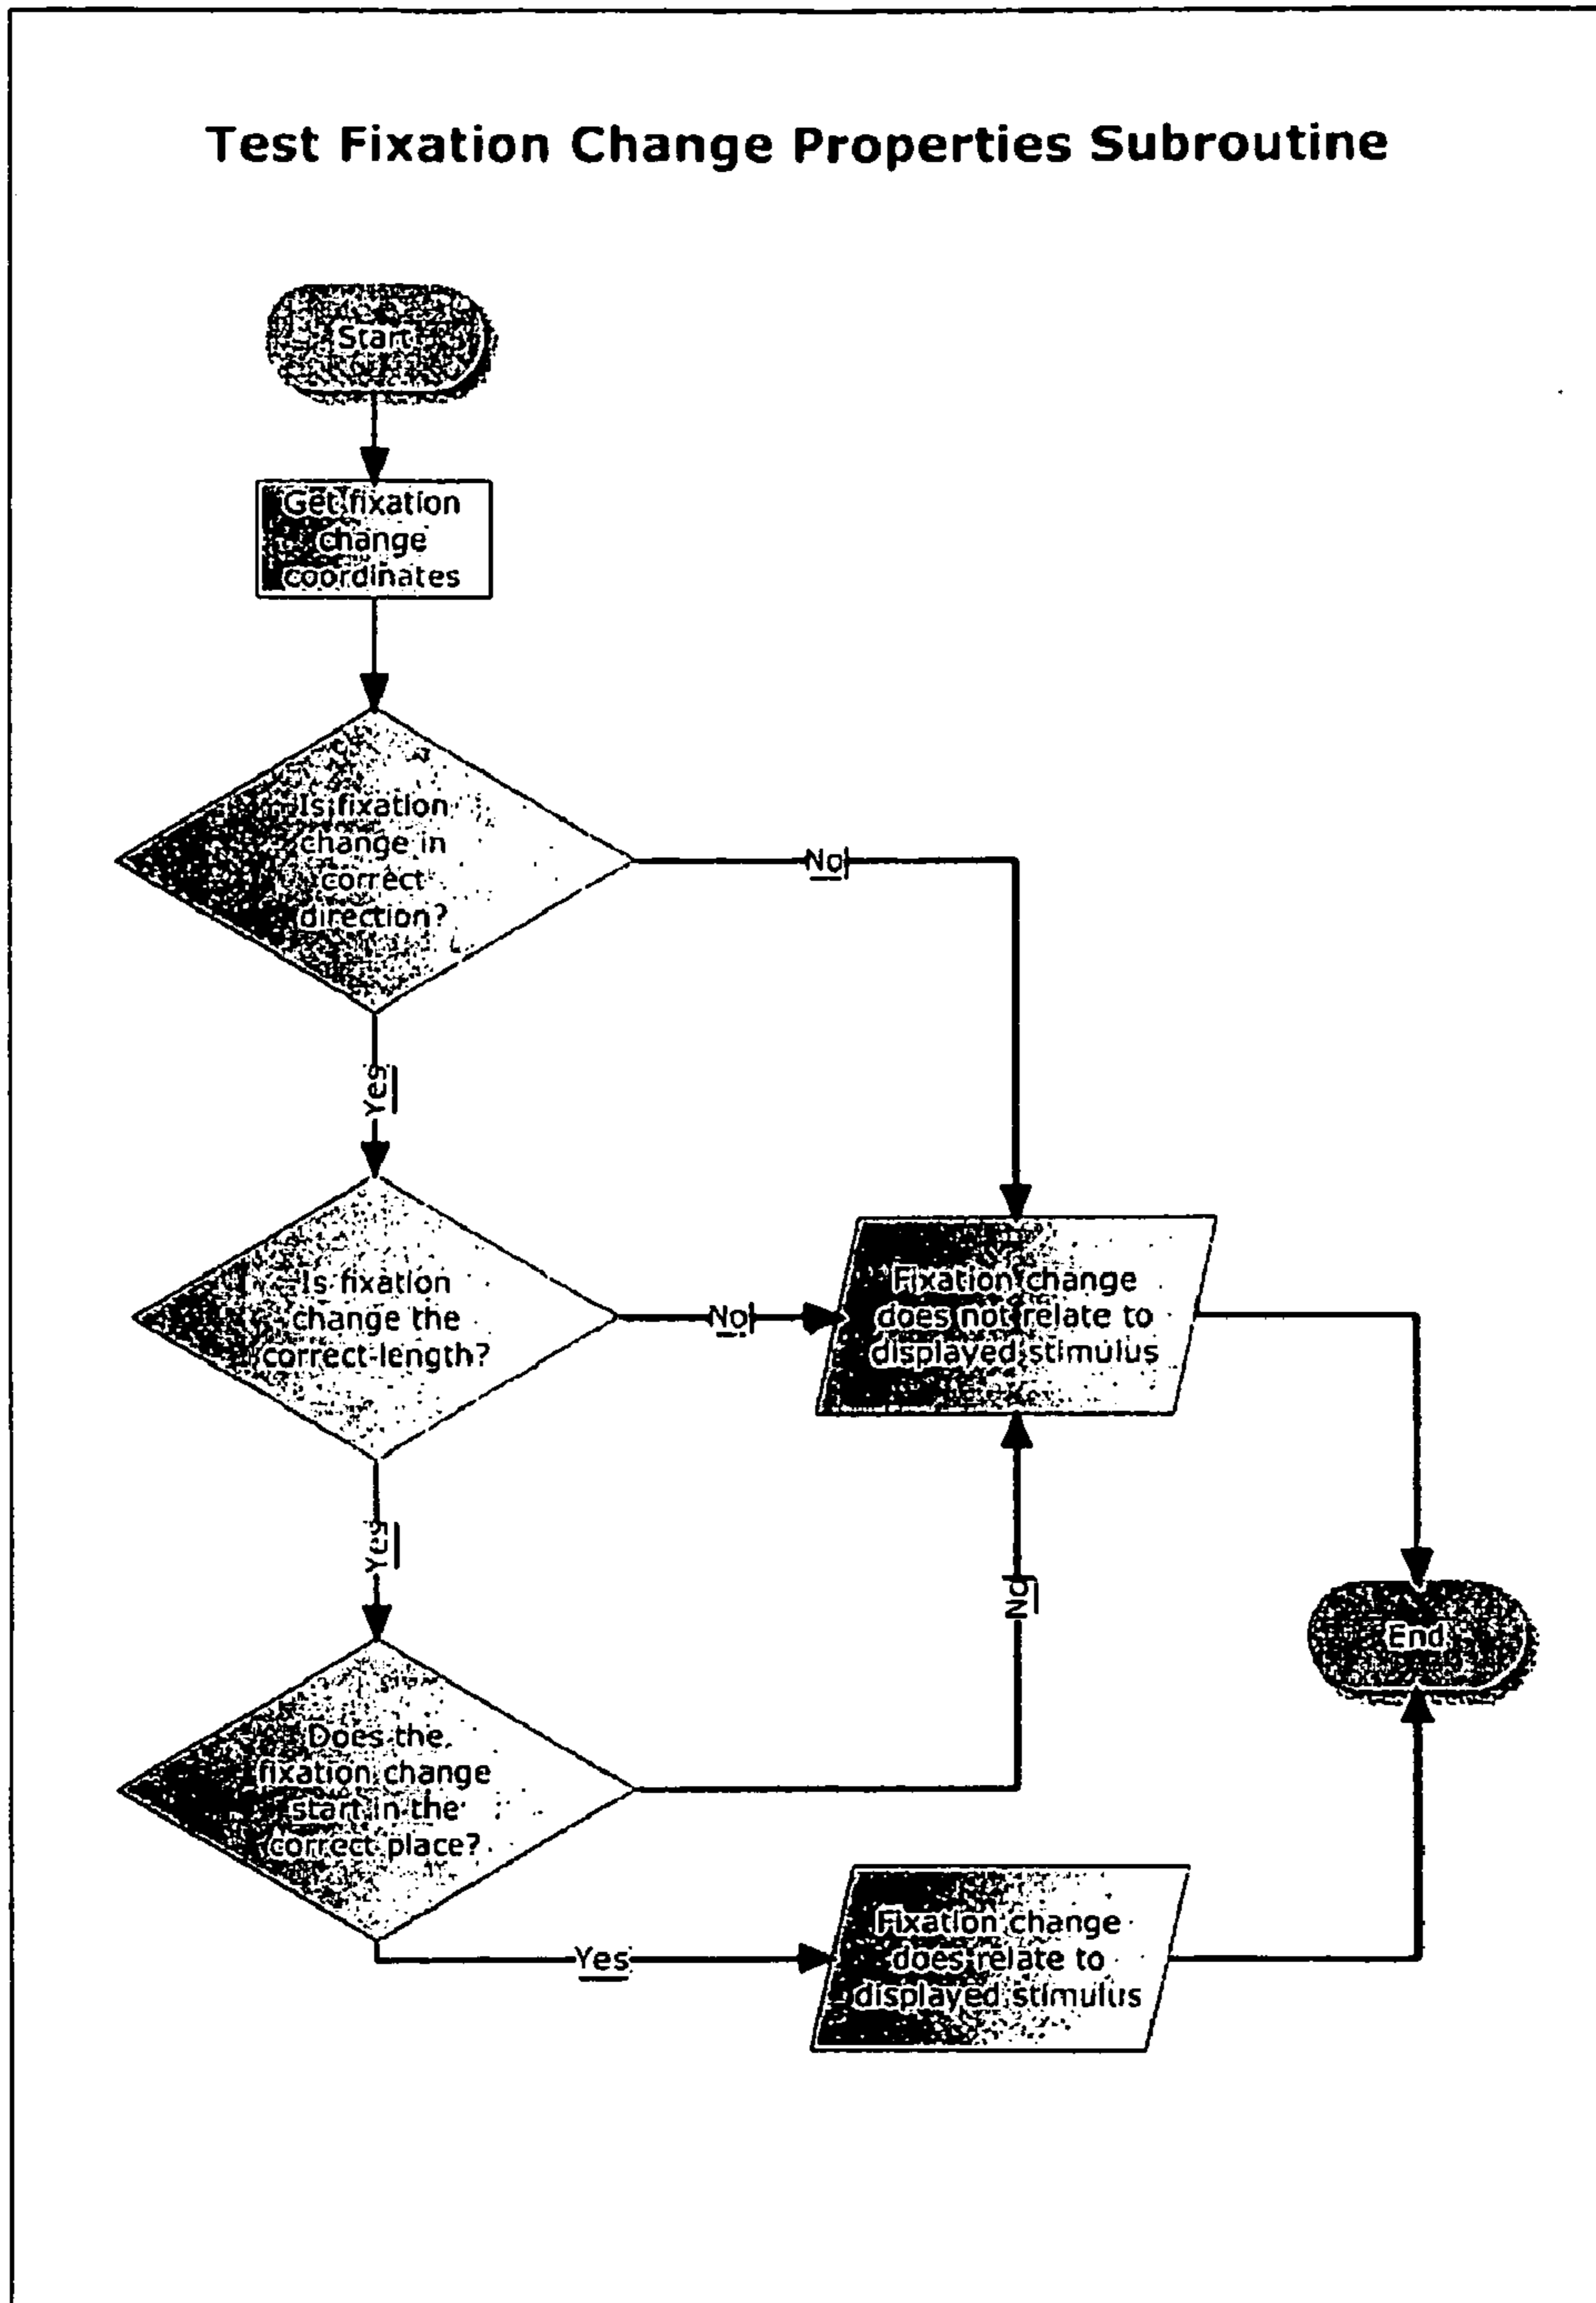 Test Fixation Change Properties Subroutine
Start
Get fixation
change
coordinates
Is fixation
change in
correct
direction?
No
Yes
Is fixation
change the
correct length?
No
Fixation change
does not relate to
displayed stimulus
Yes
No
End
Does the
fixation change
start in the
correct place?
Yes
Fixation change
does relate to
displayed stimulus